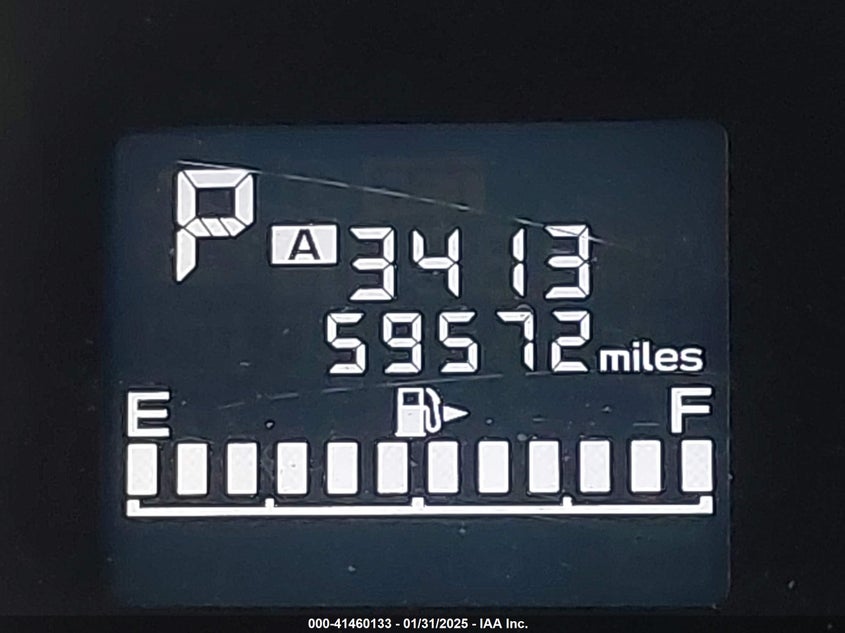 P
A 3413
59572 miles
E F
000-41460133 - 01/31/2025 - IAA Inc.